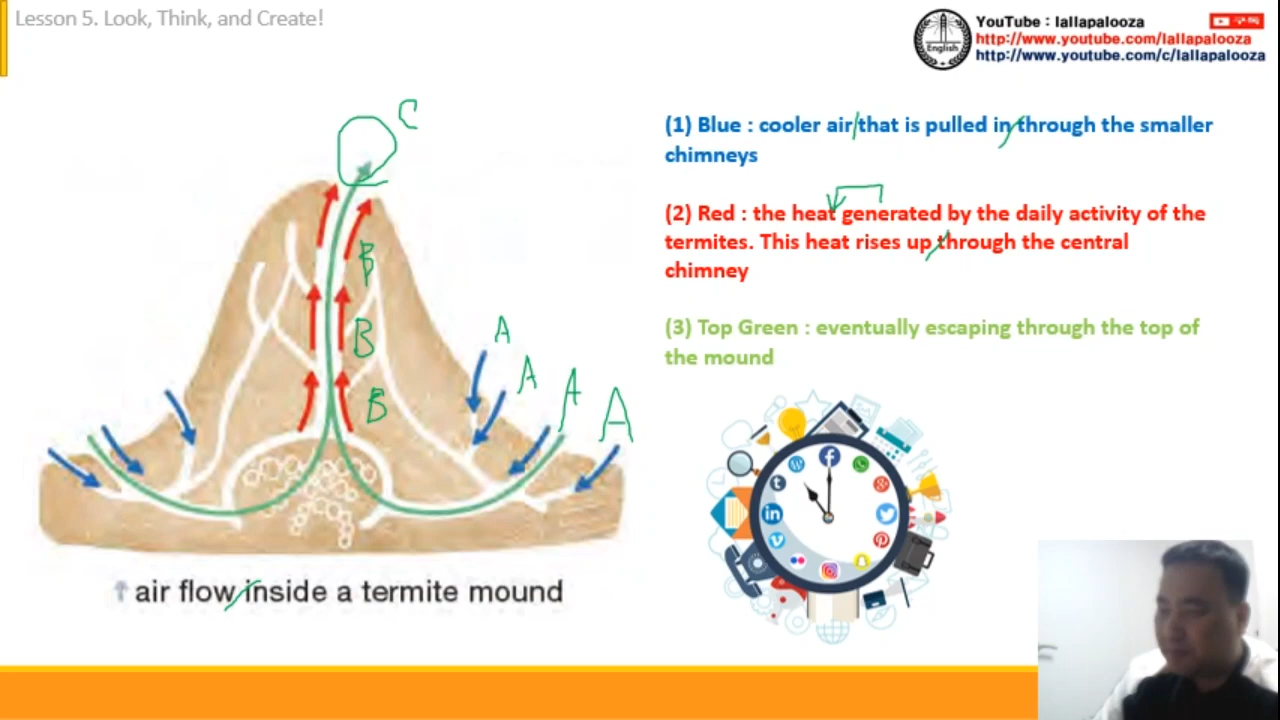 Lesson 5. Look, Think, and Create!
English
YouTube : lallapalooza
http://www.youtube.com/lallapalooza
http://www.youtube.com/c/lallapalooza
C
(1) Blue : cooler air that is pulled in through the smaller
chimneys
(2) Red : the heat generated by the daily activity of the
termites. This heat rises up through the central
chimney
(3) Top Green : eventually escaping through the top of
the mound
B
B
B
A
A
A
A
↑ air flow inside a termite mound